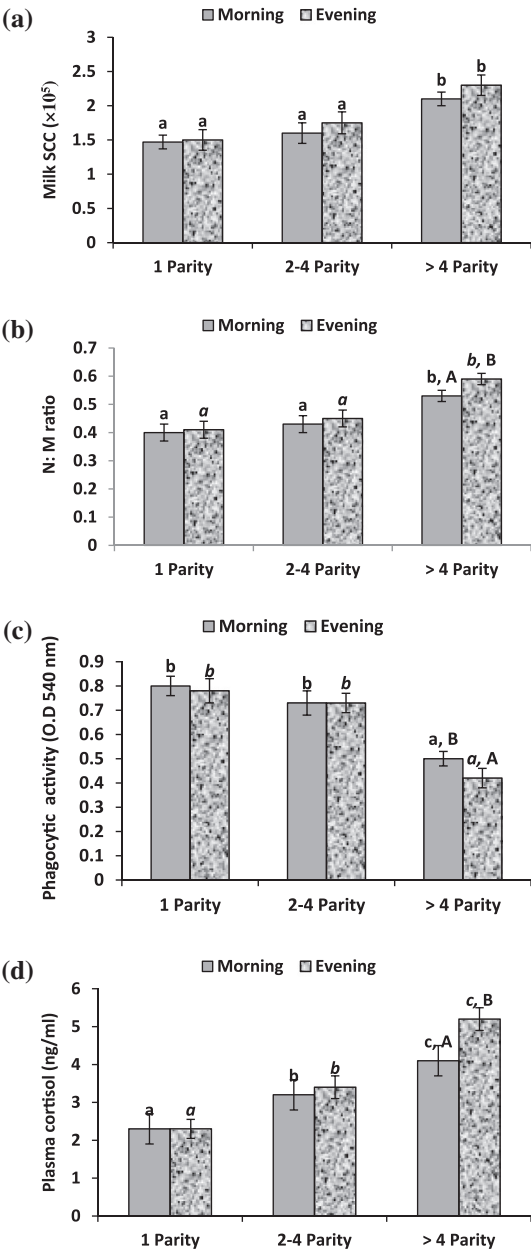 (a)
Morning Evening
Milk SCC (×10⁵)
3
2.5
2
1.5
1
0.5
0
a a
a a
b b
1 Parity 2-4 Parity > 4 Parity
(b)
Morning Evening
N: M ratio
0.7
0.6
0.5
0.4
0.3
0.2
0.1
0
a a
a a
b, A b, B
1 Parity 2-4 Parity > 4 Parity
(c)
Morning Evening
Phagocytic activity (O.D 540 nm)
0.9
0.8
0.7
0.6
0.5
0.4
0.3
0.2
0.1
0
b b
b b
a, B a, A
1 Parity 2-4 Parity > 4 Parity
(d)
Morning Evening
Plasma cortisol (ng/ml)
6
5
4
3
2
1
0
a a
b b
c, A c, B
1 Parity 2-4 Parity > 4 Parity